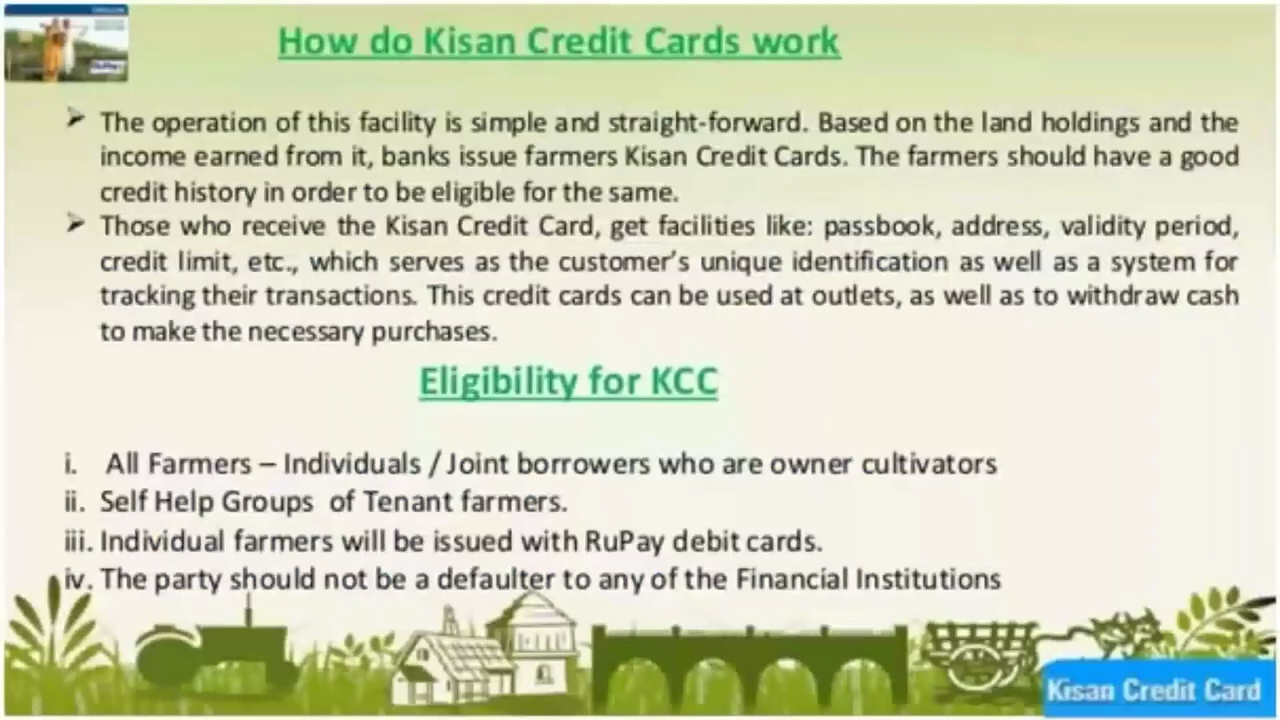 How do Kisan Credit Cards work
➢ The operation of this facility is simple and straight-forward. Based on the land holdings and the
income earned from it, banks issue farmers Kisan Credit Cards. The farmers should have a good
credit history in order to be eligible for the same.
➢ Those who receive the Kisan Credit Card, get facilities like: passbook, address, validity period,
credit limit, etc., which serves as the customer's unique identification as well as a system for
tracking their transactions. This credit cards can be used at outlets, as well as to withdraw cash
to make the necessary purchases.
Eligibility for KCC
i. All Farmers – Individuals / Joint borrowers who are owner cultivators
ii. Self Help Groups of Tenant farmers.
iii. Individual farmers will be issued with RuPay debit cards.
iv. The party should not be a defaulter to any of the Financial Institutions
Kisan Credit Card